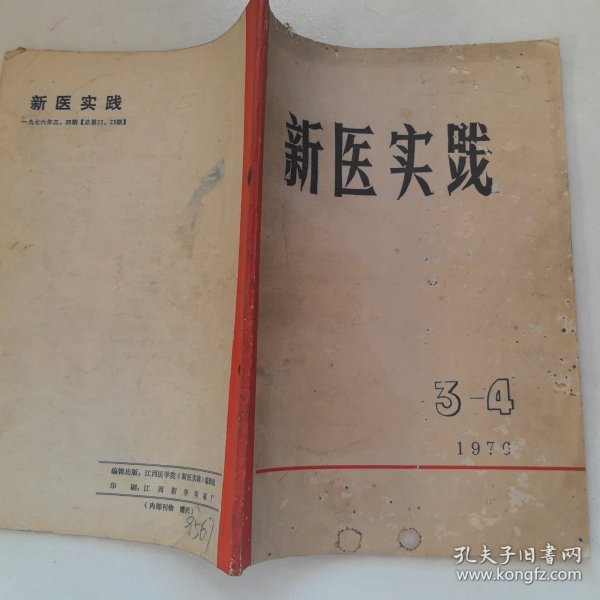 新医实践
一九七六年三、四期【总第22、23期】
编辑出版：江西医学院《新医实践》编辑组
印　　刷：江 西 新 华 印 刷 厂
（内部刊物　赠阅）
9567
新医实践
3-4
1976
孔夫子旧书网
www.kongfz.com